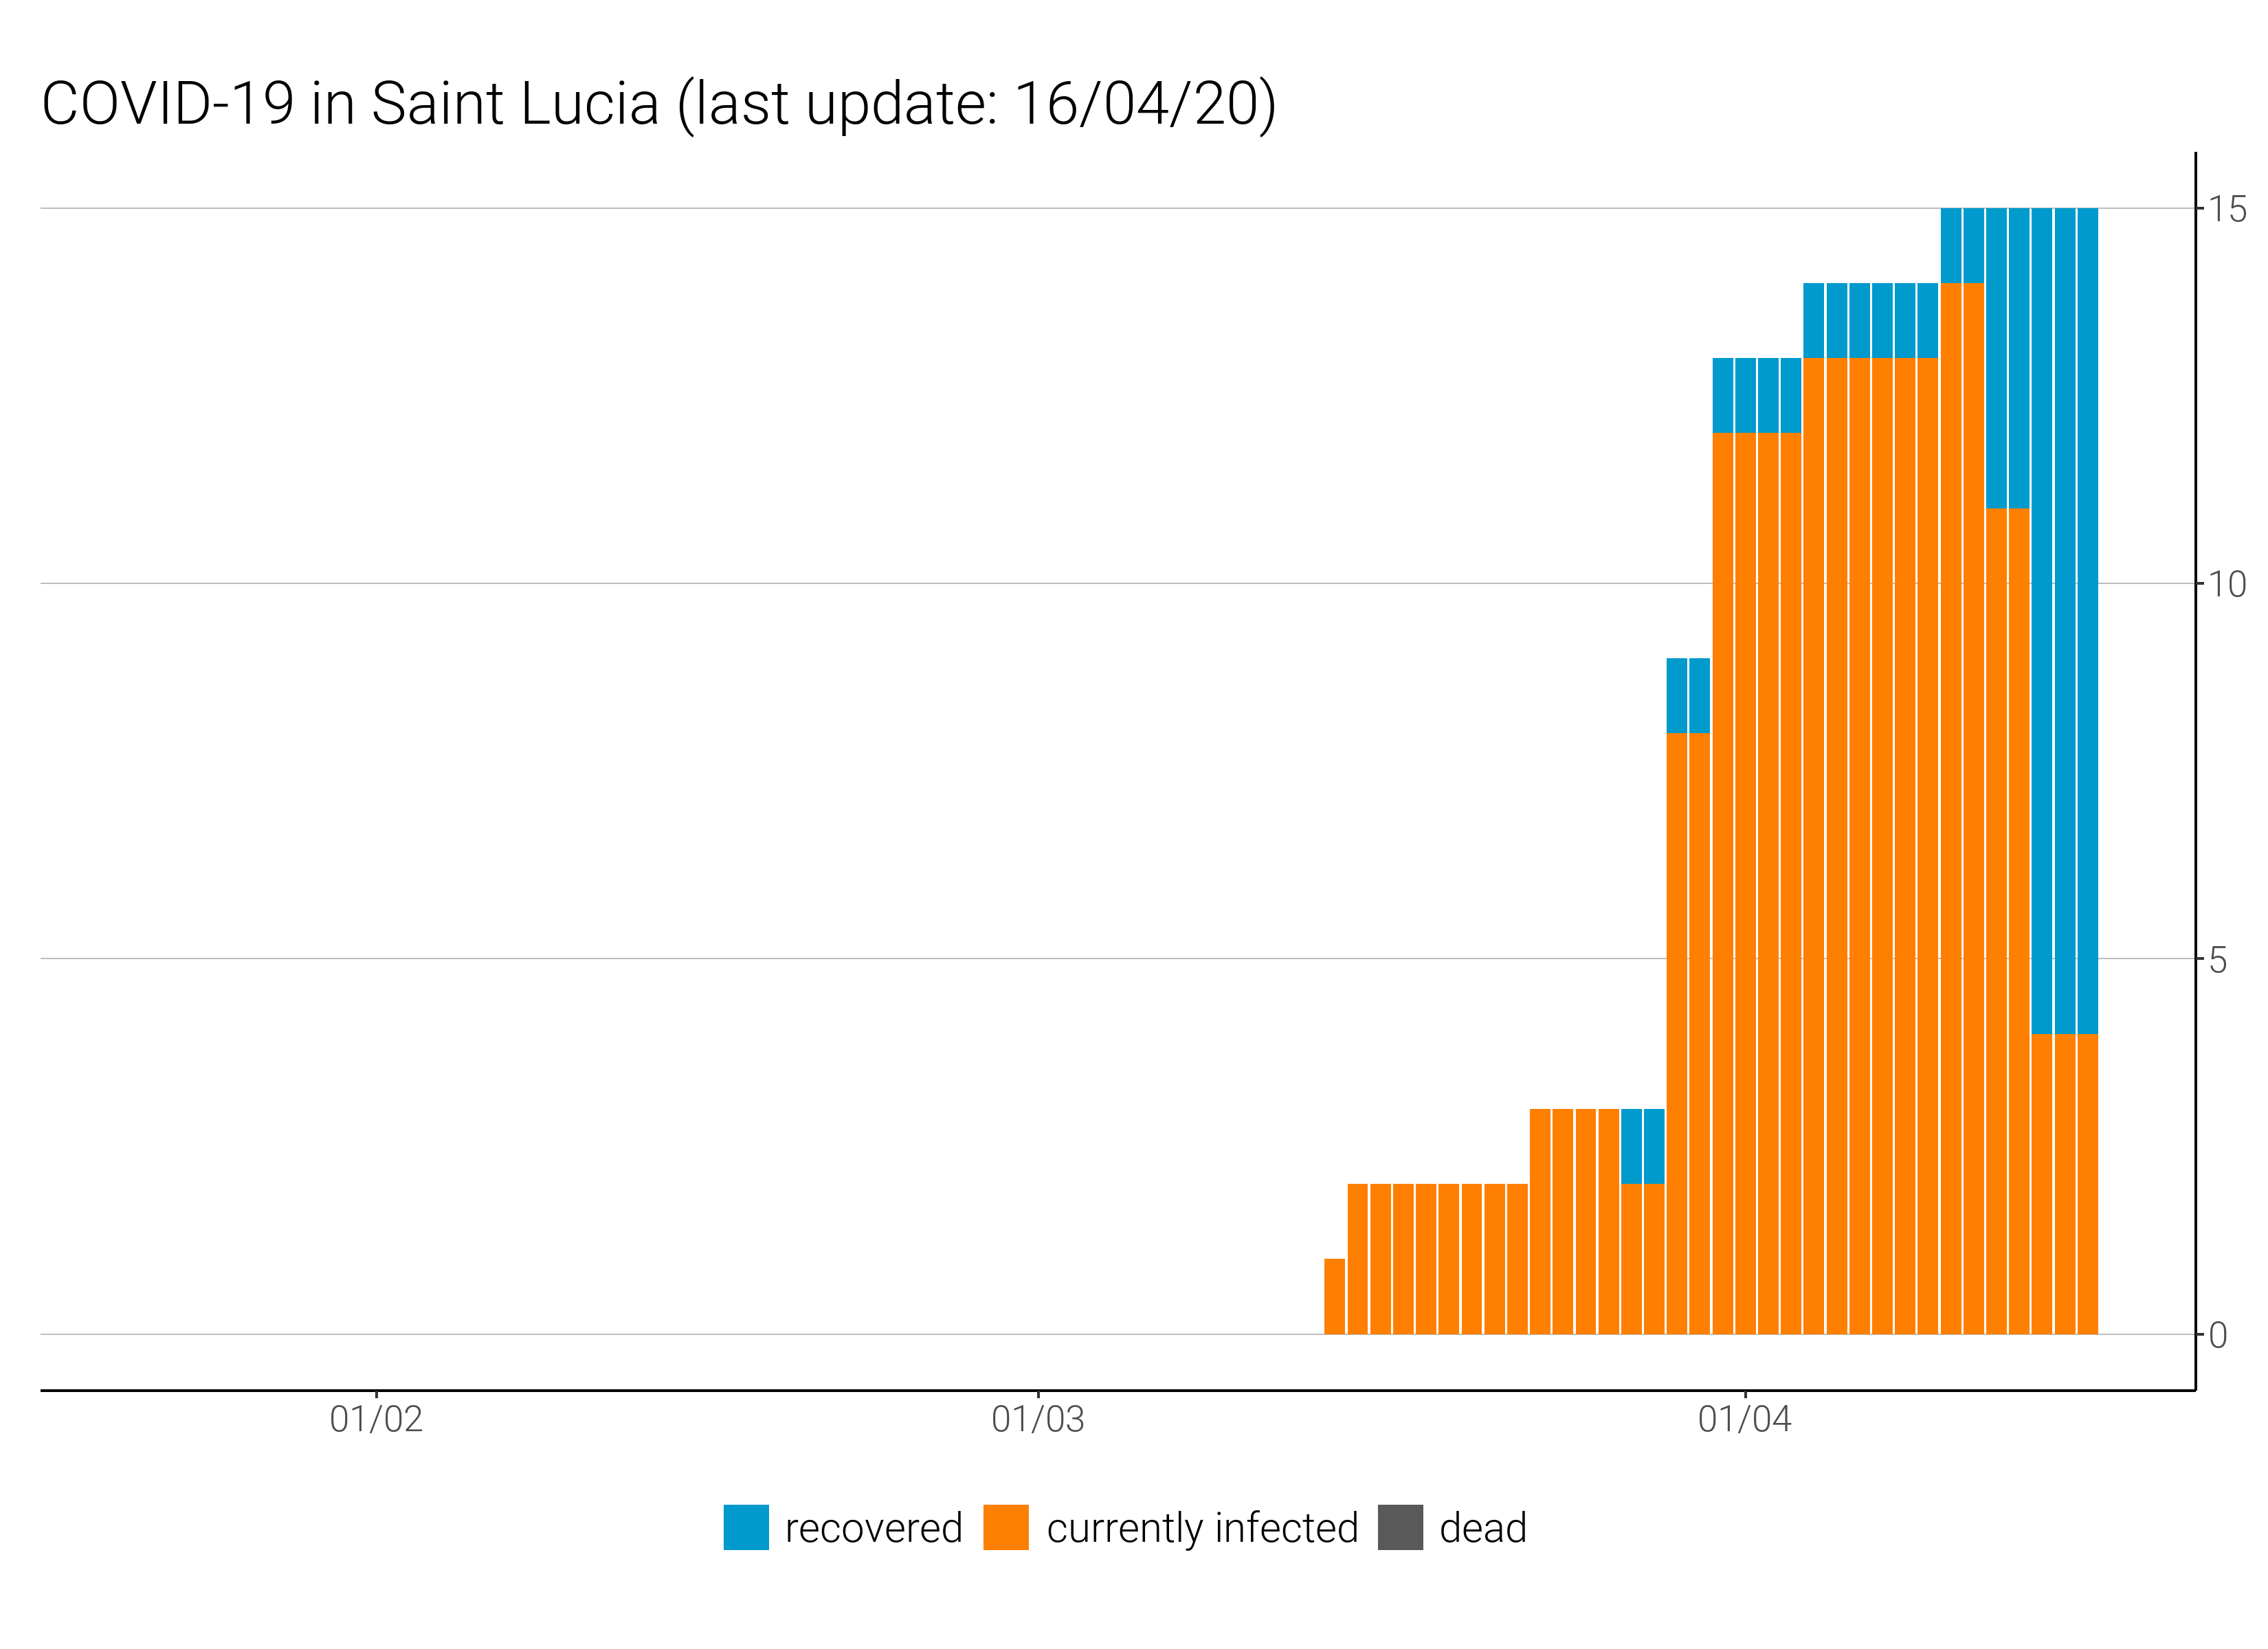 COVID-19 in Saint Lucia (last update: 16/04/20)
15
10
5
0
01/02 01/03 01/04
recovered currently infected dead